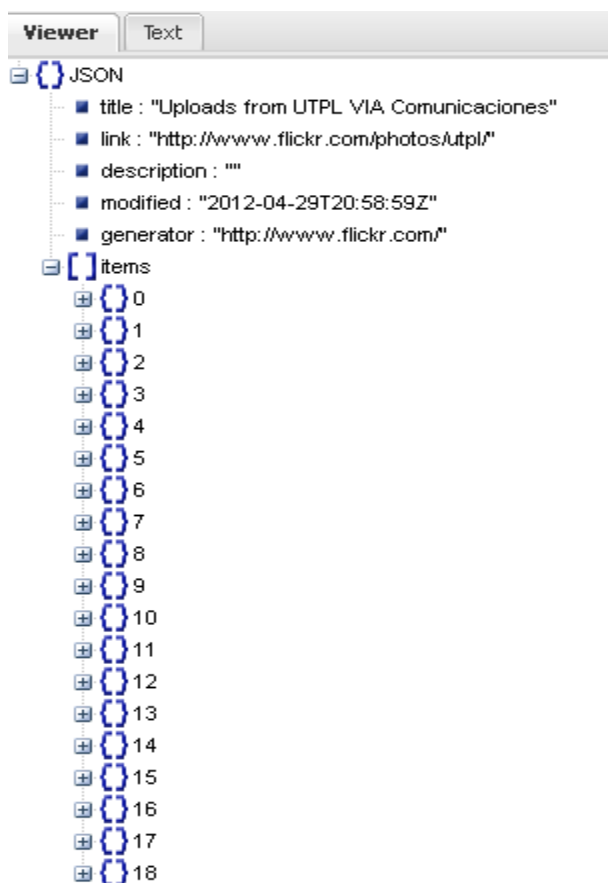 Viewer Text
JSON
title : "Uploads from UTPL VIA Comunicaciones"
link : "http://www.flickr.com/photos/utpl/"
description : ""
modified : "2012-04-29T20:58:59Z"
generator : "http://www.flickr.com/"
items
0
1
2
3
4
5
6
7
8
9
10
11
12
13
14
15
16
17
18